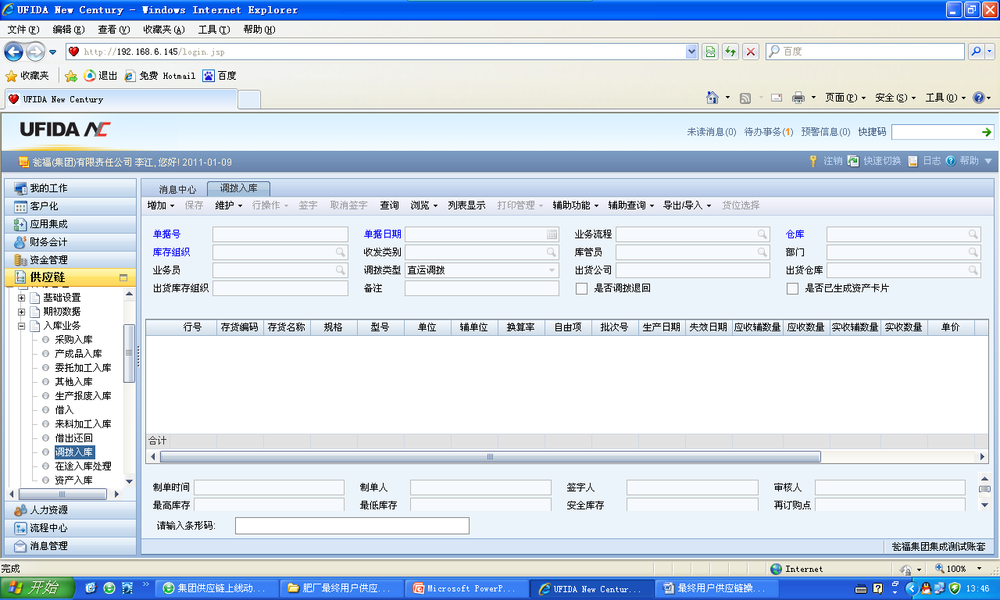 UFIDA New Century - Windows Internet Explorer
文件(F) 编辑(E) 查看(V) 收藏夹(A) 工具(T) 帮助(H)
http://192.168.6.145/login.jsp 百度
收藏夹 退出 免费 Hotmail 百度
UFIDA New Century 页面(P) 安全(S) 工具(O)
UFIDA NC 未读消息(0) 待办事务(1) 预警信息(0) 快捷码
瓮福(集团)有限责任公司 李江, 您好! 2011-01-09 注销 快速切换 日志 帮助
我的工作
客户化
应用集成
财务会计
资金管理
供应链
基础设置
期初数据
入库业务
采购入库
产成品入库
委托加工入库
其他入库
生产报废入库
借入
来料加工入库
借出还回
调拨入库
在途入库处理
资产入库
人力资源
流程中心
消息管理
消息中心 调拨入库
增加 保存 维护 行操作 签字 取消签字 查询 浏览 列表显示 打印管理 辅助功能 辅助查询 导出/导入 货位选择
单据号 单据日期 业务流程 仓库
库存组织 收发类别 库管员 部门
业务员 调拨类型 直运调拨 出货公司 出货仓库
出货库存组织 备注 是否调拨退回 是否已生成资产卡片
行号 存货编码 存货名称 规格 型号 单位 辅单位 换算率 自由项 批次号 生产日期 失效日期 应收辅数量 应收数量 实收辅数量 实收数量 单价
合计
制单时间 制单人 签字人 审核人
最高库存 最低库存 安全库存 再订购点
请输入条形码:
瓮福集团集成测试账套
完成 Internet 100%
开始 集团供应链上线动... 肥厂最终用户供应... Microsoft PowerP... UFIDA New Centur... 最终用户供应链操... 13:46